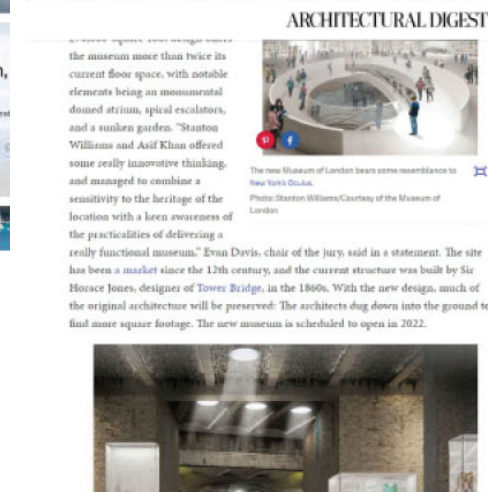 ARCHITECTURAL DIGEST
the museum more than twice its
current floor space, with notable
elements being an monumental
domed atrium, spiral escalators,
and a sunken garden. "Stanton
Williams and Asif Khan offered
some really innovative thinking,
and managed to combine a
sensitivity to the heritage of the
location with a keen awareness of
the practicalities of delivering a
The new Museum of London bears some resemblance to
New York's Oculus.
Photo: Stanton Williams/Courtesy of the Museum of
London
really functional museum," Evan Davis, chair of the jury, said in a statement. The site
has been a market since the 12th century, and the current structure was built by Sir
Horace Jones, designer of Tower Bridge, in the 1860s. With the new design, much of
the original architecture will be preserved: The architects dug down into the ground to
find more square footage. The new museum is scheduled to open in 2022.